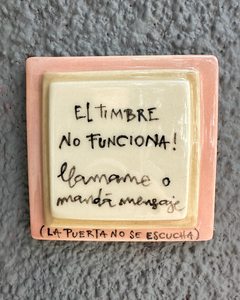 EL TIMBRE
NO FUNCIONA!
llamame o
mandá mensaje
(LA PUERTA NO SE ESCUCHA)